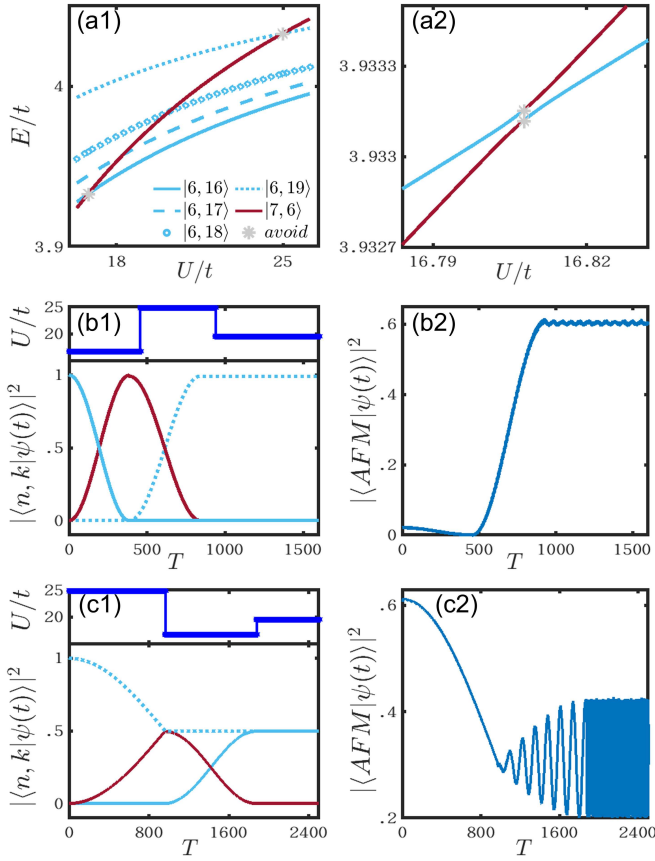 (a1)
E/t
4
3.9
18
25
U/t
|6, 16⟩
|6, 17⟩
|6, 18⟩
|6, 19⟩
|7, 6⟩
avoid
(a2)
3.9333
3.933
3.9327
16.79
16.82
U/t
(b1)
U/t
25
20
|⟨n, k|ψ(t)⟩|²
1
.5
0
0
500
1000
1500
T
(b2)
|⟨AFM|ψ(t)⟩|²
.6
.4
.2
0
0
500
1000
1500
T
(c1)
U/t
25
20
|⟨n, k|ψ(t)⟩|²
1
.5
0
0
800
1600
2400
T
(c2)
|⟨AFM|ψ(t)⟩|²
.6
.4
.2
0
800
1600
2400
T